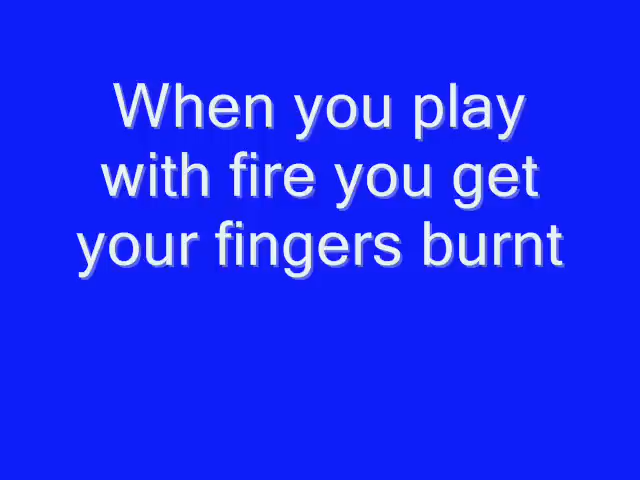 When you play
with fire you get
your fingers burnt